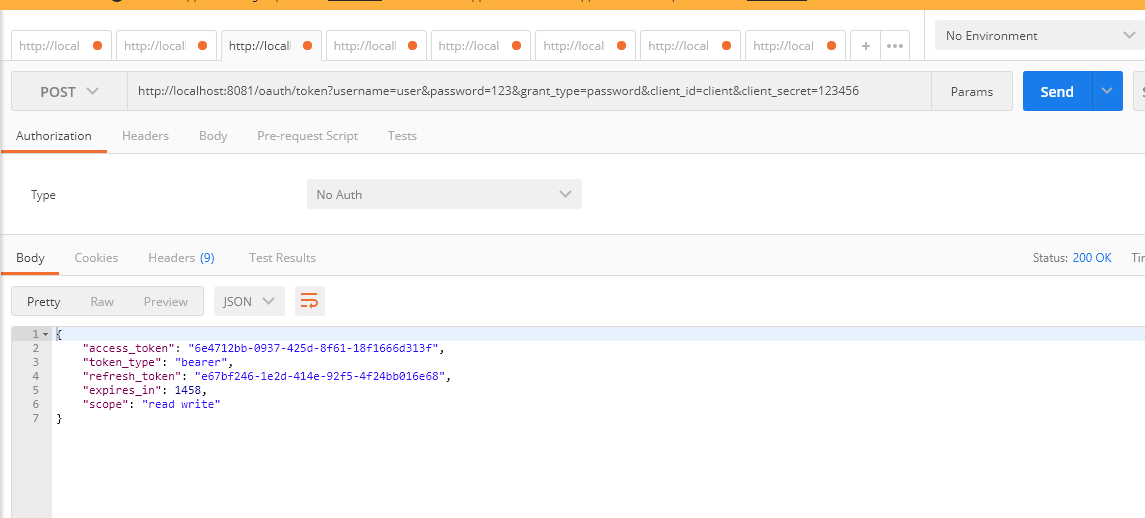 http://local http://locall http://locall http://locall http://local http://local http://local http://local + ••• No Environment
POST http://localhost:8081/oauth/token?username=user&password=123&grant_type=password&client_id=client&client_secret=123456 Params Send
Authorization Headers Body Pre-request Script Tests
Type No Auth
Body Cookies Headers (9) Test Results Status: 200 OK
Pretty Raw Preview JSON
1 {
2 "access_token": "6e4712bb-0937-425d-8f61-18f1666d313f",
3 "token_type": "bearer",
4 "refresh_token": "e67bf246-1e2d-414e-92f5-4f24bb016e68",
5 "expires_in": 1458,
6 "scope": "read write"
7 }